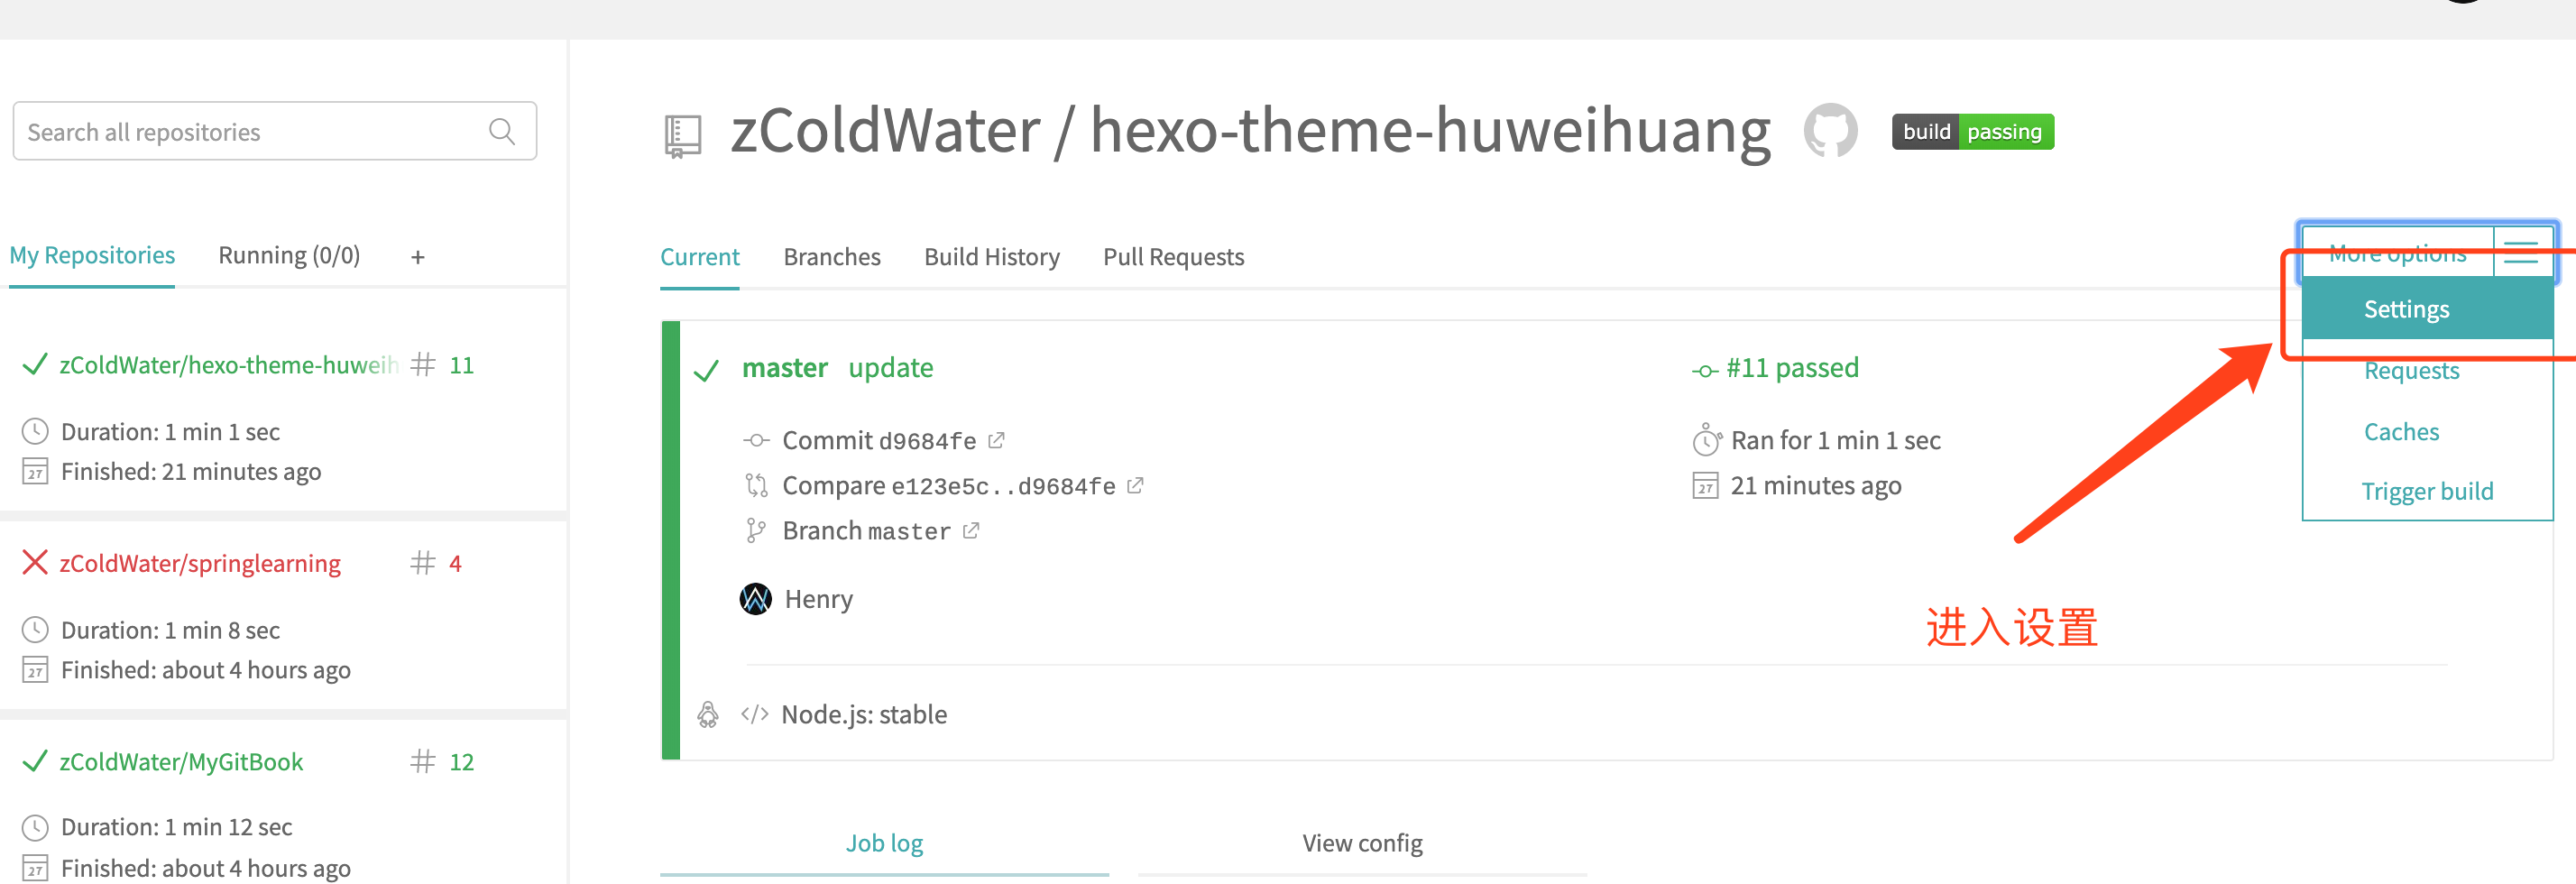 Search all repositories
My Repositories Running (0/0) +
zColdWater/hexo-theme-huweih # 11
Duration: 1 min 1 sec
27 Finished: 21 minutes ago
zColdWater/springlearning # 4
Duration: 1 min 8 sec
27 Finished: about 4 hours ago
zColdWater/MyGitBook # 12
Duration: 1 min 12 sec
27 Finished: about 4 hours ago
zColdWater / hexo-theme-huweihuang build passing
Current Branches Build History Pull Requests
More options
Settings
Requests
Caches
Trigger build
master update
#11 passed
Commit d9684fe
Ran for 1 min 1 sec
Compare e123e5c..d9684fe
27 21 minutes ago
Branch master
Henry
进入设置
</> Node.js: stable
Job log View config